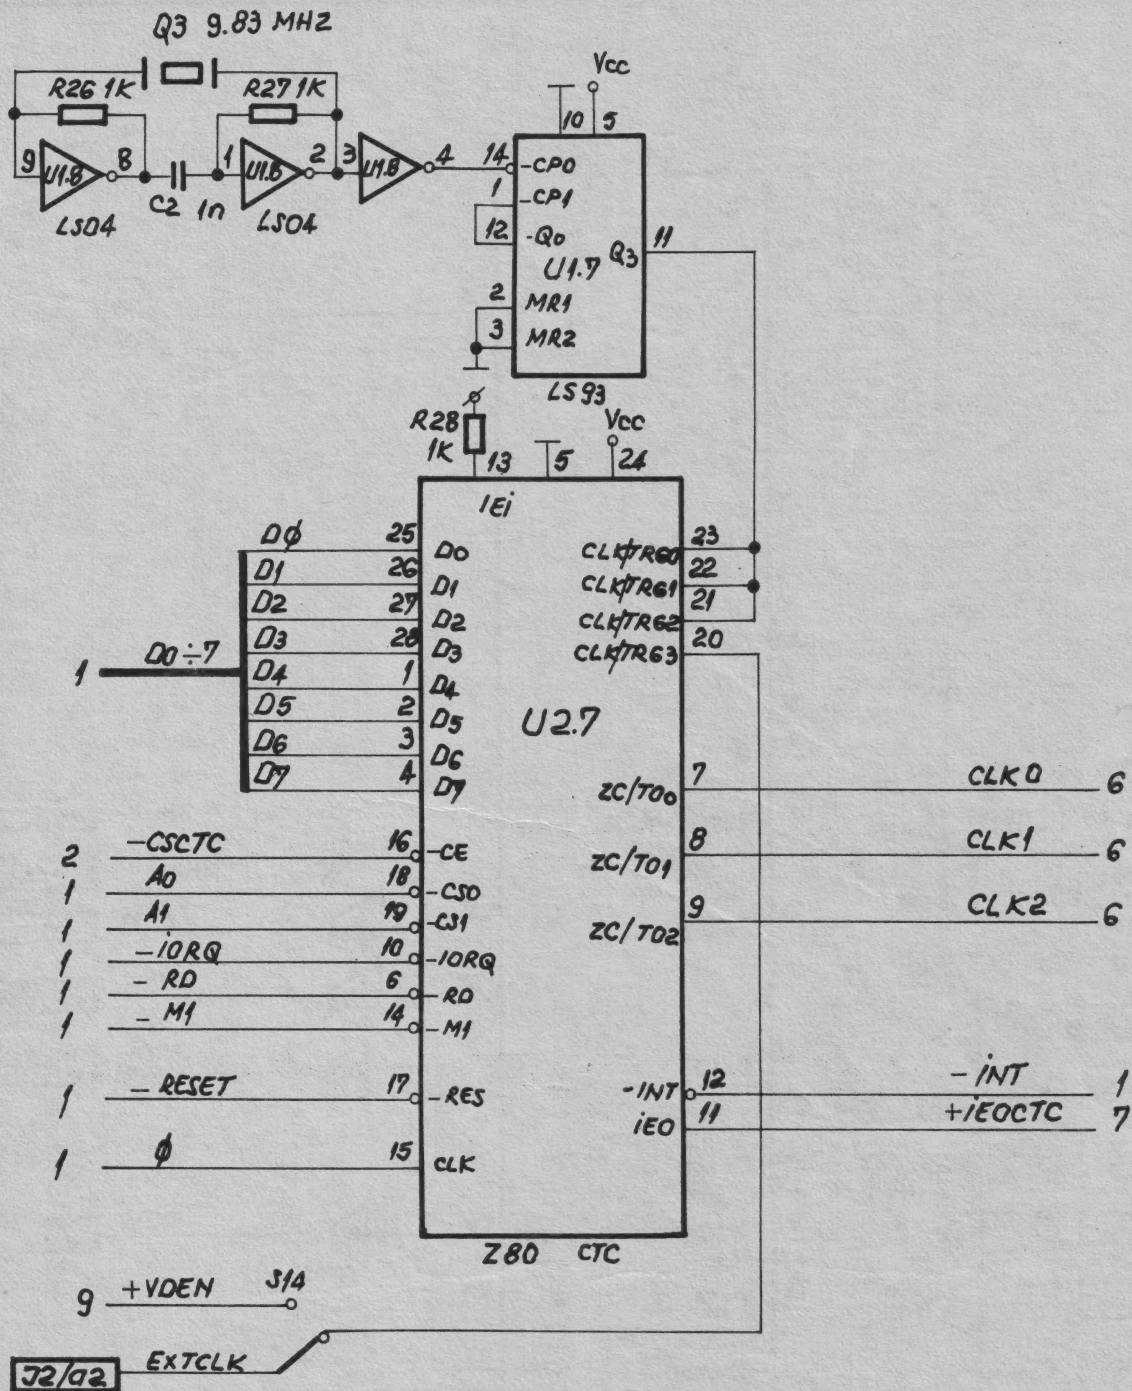 Q3 9.83 MHZ
R26 1K
R27 1K
9 U1.8 8
1 U1.8 2
3 U1.8 4
LS04
C2 1n
LS04
Vcc
10 5
14 -CP0
1 -CP1
12 -Q0
Q3 11
U1.7
2 MR1
3 MR2
LS93
R28
1K
Vcc
13 5 24
IEi
DØ 25 D0
D1 26 D1
D2 27 D2
D3 28 D3
D4 1 D4
D5 2 D5
D6 3 D6
D7 4 D7
1 D0÷7
CLK/TRG0 23
CLK/TRG1 22
CLK/TRG2 21
CLK/TRG3 20
U2.7
ZC/TO0 7 CLK0 6
ZC/TO1 8 CLK1 6
ZC/TO2 9 CLK2 6
2 -CSCTC 16 -CE
1 A0 18 -CS0
1 A1 19 -CS1
1 -iORQ 10 -IORQ
1 - RD 6 -RD
1 - M1 14 -M1
1 - RESET 17 -RES
1 ϕ 15 CLK
-INT 12 -iNT 1
iEO 11 +iEOCTC 7
Z80 CTC
9 +VDEN S14
J2/a2 EXTCLK